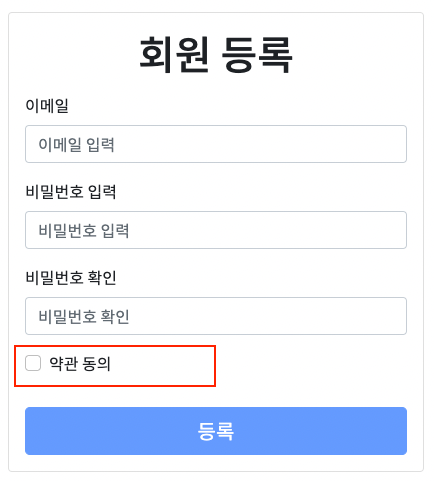 회원 등록
이메일
이메일 입력
비밀번호 입력
비밀번호 입력
비밀번호 확인
비밀번호 확인
약관 동의
등록